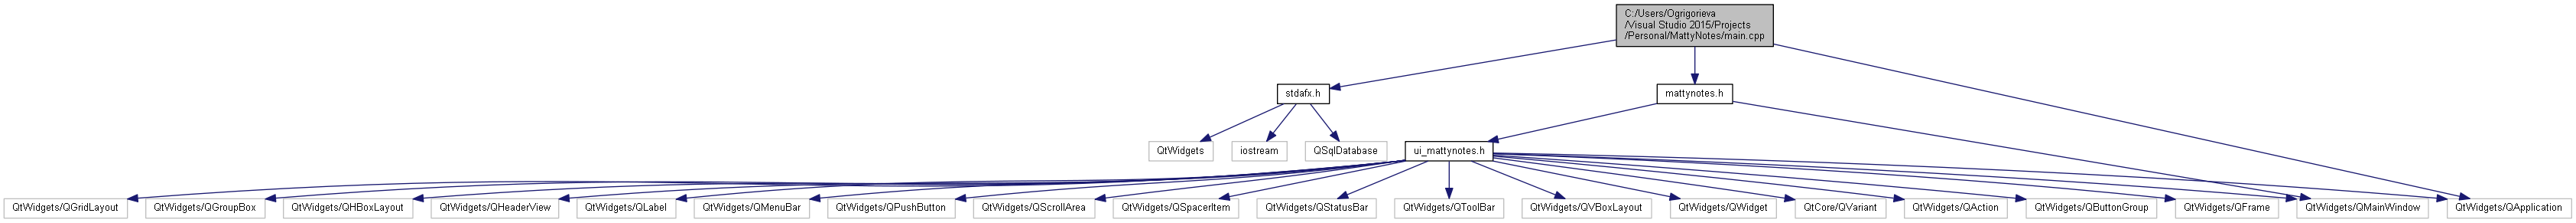 C:/Users/Ogrigorieva
/Visual Studio 2015/Projects
/Personal/MattyNotes/main.cpp
stdafx.h
mattynotes.h
QtWidgets
iostream
QSqlDatabase
ui_mattynotes.h
QtWidgets/QGridLayout
QtWidgets/QGroupBox
QtWidgets/QHBoxLayout
QtWidgets/QHeaderView
QtWidgets/QLabel
QtWidgets/QMenuBar
QtWidgets/QPushButton
QtWidgets/QScrollArea
QtWidgets/QSpacerItem
QtWidgets/QStatusBar
QtWidgets/QToolBar
QtWidgets/QVBoxLayout
QtWidgets/QWidget
QtCore/QVariant
QtWidgets/QAction
QtWidgets/QButtonGroup
QtWidgets/QFrame
QtWidgets/QMainWindow
QtWidgets/QApplication